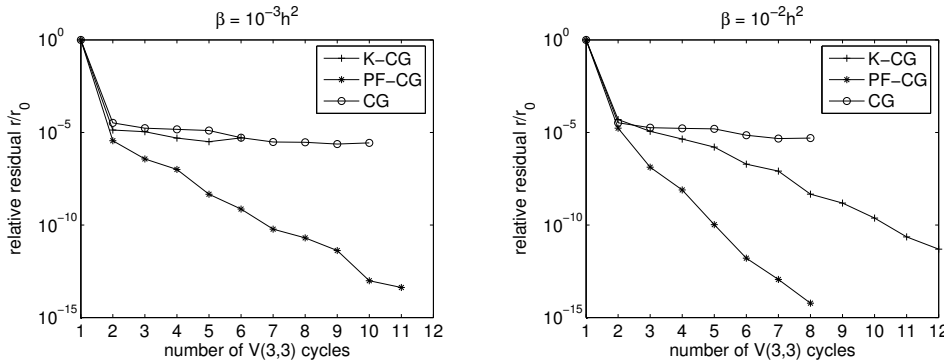 β = 10⁻³h²
10⁰
10⁻⁵
10⁻¹⁰
10⁻¹⁵
relative residual r/r₀
K−CG
PF−CG
CG
1 2 3 4 5 6 7 8 9 10 11 12
number of V(3,3) cycles
β = 10⁻²h²
10⁰
10⁻⁵
10⁻¹⁰
10⁻¹⁵
relative residual r/r₀
K−CG
PF−CG
CG
1 2 3 4 5 6 7 8 9 10 11 12
number of V(3,3) cycles